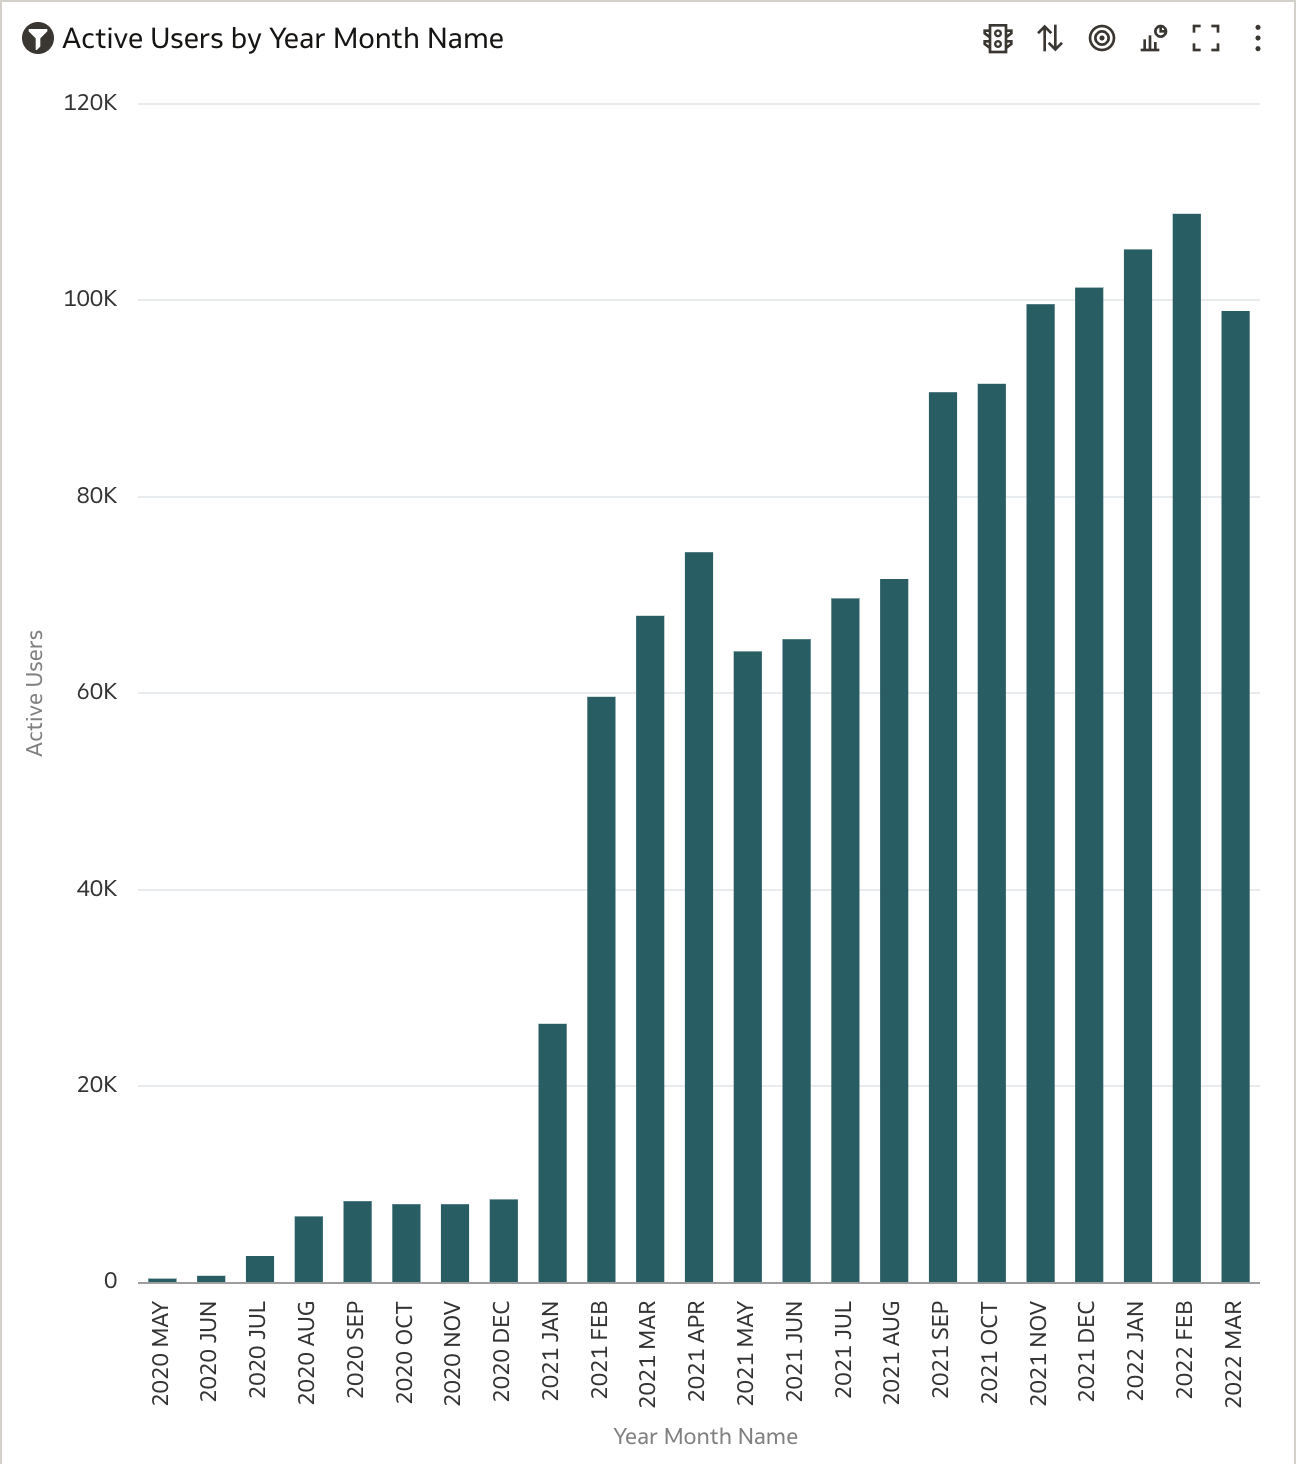 Active Users by Year Month Name
120K
100K
80K
60K
40K
20K
0
Active Users
2020 MAY
2020 JUN
2020 JUL
2020 AUG
2020 SEP
2020 OCT
2020 NOV
2020 DEC
2021 JAN
2021 FEB
2021 MAR
2021 APR
2021 MAY
2021 JUN
2021 JUL
2021 AUG
2021 SEP
2021 OCT
2021 NOV
2021 DEC
2022 JAN
2022 FEB
2022 MAR
Year Month Name